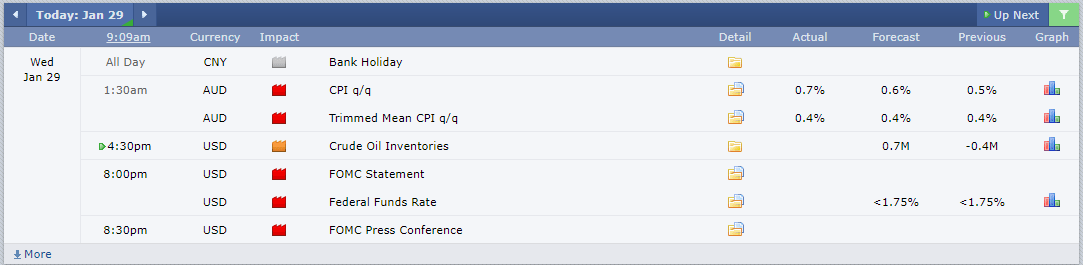 Today: Jan 29 Up Next
Date 9:09am Currency Impact Detail Actual Forecast Previous Graph
Wed All Day CNY Bank Holiday
Jan 29
1:30am AUD CPI q/q 0.7% 0.6% 0.5%
AUD Trimmed Mean CPI q/q 0.4% 0.4% 0.4%
4:30pm USD Crude Oil Inventories 0.7M -0.4M
8:00pm USD FOMC Statement
USD Federal Funds Rate <1.75% <1.75%
8:30pm USD FOMC Press Conference
More